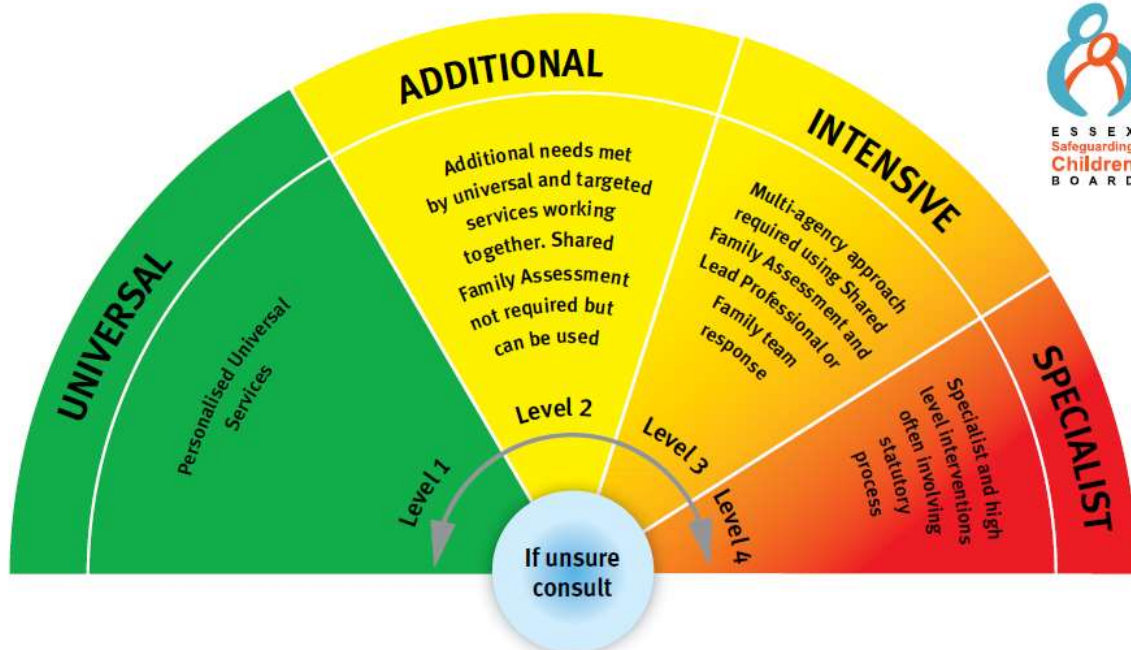 UNIVERSAL
Personalised Universal
Services
Level 1
ADDITIONAL
Additional needs met
by universal and targeted
services working
together. Shared
Family Assessment
not required but
can be used
Level 2
INTENSIVE
Multi-agency approach
required using Shared
Family Assessment and
Lead Professional or
Family team
response
Level 3
SPECIALIST
Specialist and high
level interventions
often involving
statutory
process
Level 4
If unsure
consult
ESSEX
Safeguarding
Children
BOARD